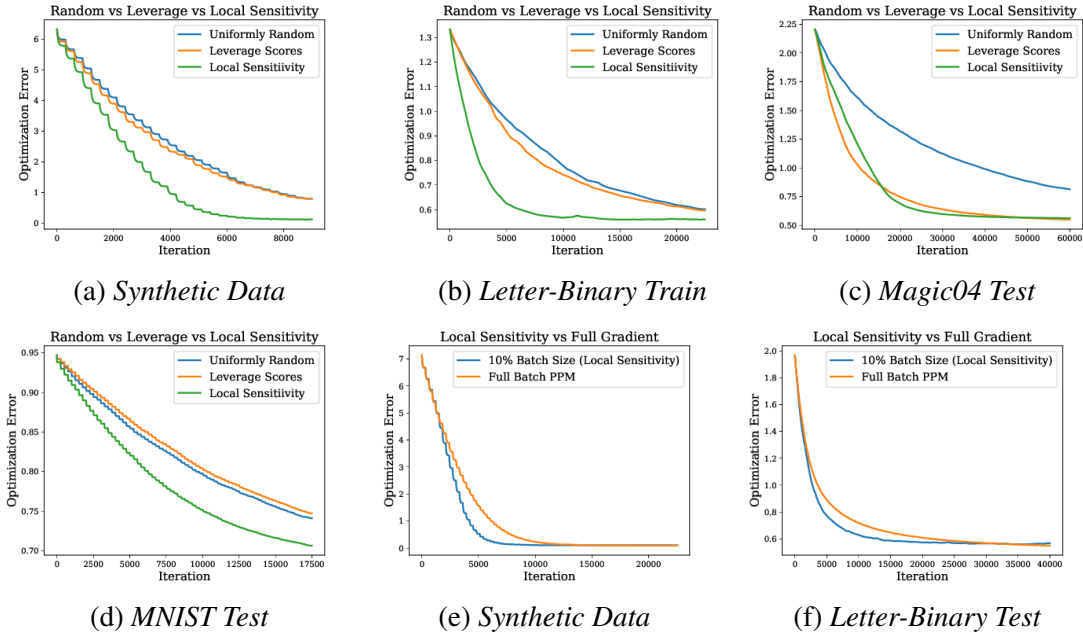 Random vs Leverage vs Local Sensitivity
Uniformly Random
Leverage Scores
Local Sensitiivity
Optimization Error
6
5
4
3
2
1
0
0 2000 4000 6000 8000
Iteration
(a) Synthetic Data
Random vs Leverage vs Local Sensitivity
Uniformly Random
Leverage Scores
Local Sensitiivity
Optimization Error
1.3
1.2
1.1
1.0
0.9
0.8
0.7
0.6
0 5000 10000 15000 20000
Iteration
(b) Letter-Binary Train
Random vs Leverage vs Local Sensitivity
Uniformly Random
Leverage Scores
Local Sensitiivity
Optimization Error
2.25
2.00
1.75
1.50
1.25
1.00
0.75
0.50
0 10000 20000 30000 40000 50000 60000
Iteration
(c) Magic04 Test
Random vs Leverage vs Local Sensitivity
Uniformly Random
Leverage Scores
Local Sensitiivity
Optimization Error
0.95
0.90
0.85
0.80
0.75
0.70
0 2500 5000 7500 10000 12500 15000 17500
Iteration
(d) MNIST Test
Local Sensitivity vs Full Gradient
10% Batch Size (Local Sensitivity)
Full Batch PPM
Optimization Error
7
6
5
4
3
2
1
0
0 5000 10000 15000 20000
Iteration
(e) Synthetic Data
Local Sensitivity vs Full Gradient
10% Batch Size (Local Sensitivity)
Full Batch PPM
Optimization Error
2.0
1.8
1.6
1.4
1.2
1.0
0.8
0.6
0 5000 10000 15000 20000 25000 30000 35000 40000
Iteration
(f) Letter-Binary Test